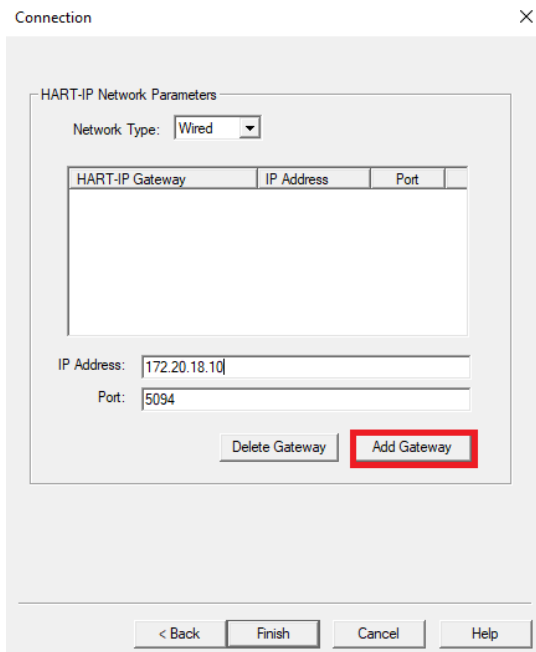 Connection
HART-IP Network Parameters
Network Type: Wired
HART-IP Gateway IP Address Port
IP Address: 172.20.18.10
Port: 5094
Delete Gateway Add Gateway
< Back Finish Cancel Help